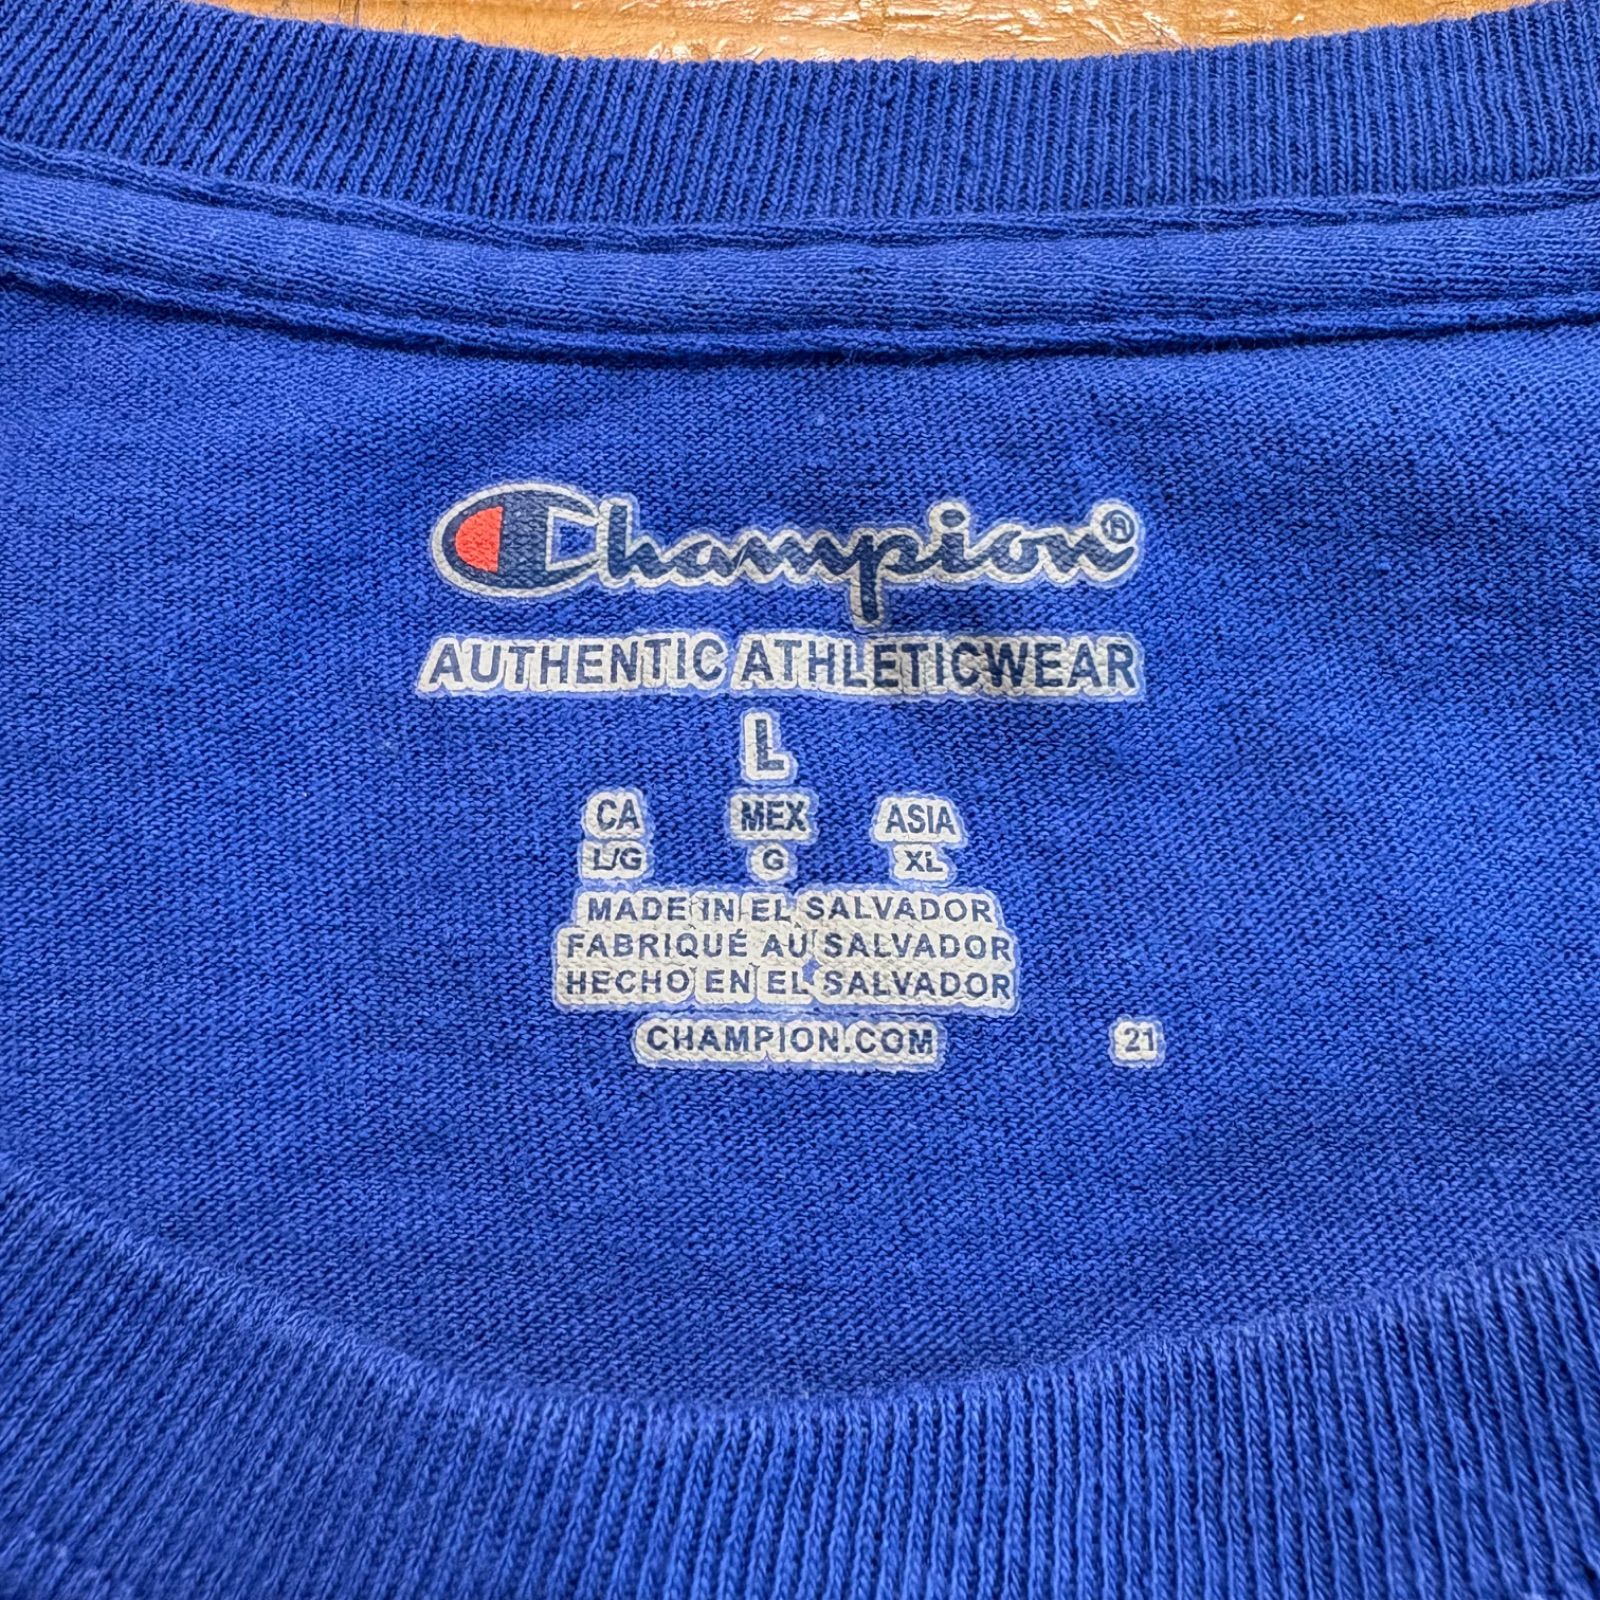 Champion®
AUTHENTIC ATHLETICWEAR
L
CA MEX ASIA
L/G G XL
MADE IN EL SALVADOR
FABRIQUÉ AU SALVADOR
HECHO EN EL SALVADOR
CHAMPION.COM 21